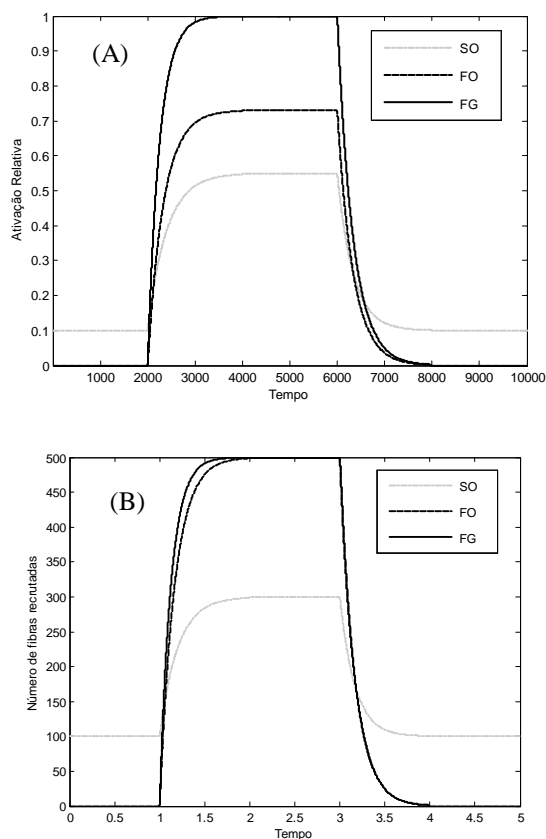 1
0.9
0.8
0.7
0.6
0.5
0.4
0.3
0.2
0.1
0
Ativação Relativa
(A)
SO
FO
FG
1000 2000 3000 4000 5000 6000 7000 8000 9000 10000
Tempo
500
450
400
350
300
250
200
150
100
50
0
Número de fibras recrutadas
(B)
SO
FO
FG
0 0.5 1 1.5 2 2.5 3 3.5 4 4.5 5
Tempo